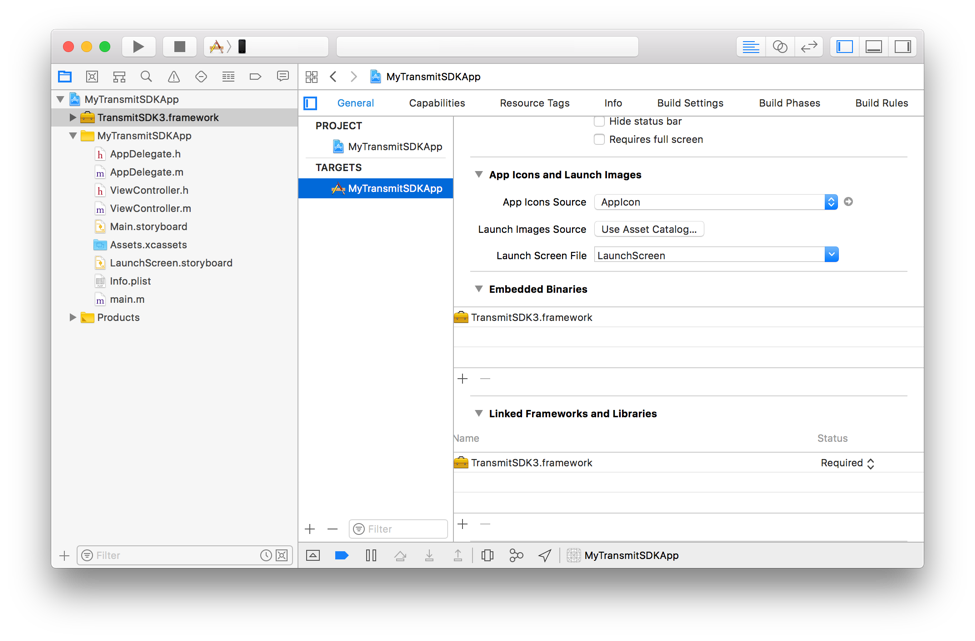 MyTransmitSDKApp
General Capabilities Resource Tags Info Build Settings Build Phases Build Rules
MyTransmitSDKApp
TransmitSDK3.framework
MyTransmitSDKApp
AppDelegate.h
AppDelegate.m
ViewController.h
ViewController.m
Main.storyboard
Assets.xcassets
LaunchScreen.storyboard
Info.plist
main.m
Products
Filter
PROJECT
MyTransmitSDKApp
TARGETS
MyTransmitSDKApp
Filter
Hide status bar
Requires full screen
App Icons and Launch Images
App Icons Source AppIcon
Launch Images Source Use Asset Catalog...
Launch Screen File LaunchScreen
Embedded Binaries
TransmitSDK3.framework
Linked Frameworks and Libraries
Name Status
TransmitSDK3.framework Required
MyTransmitSDKApp